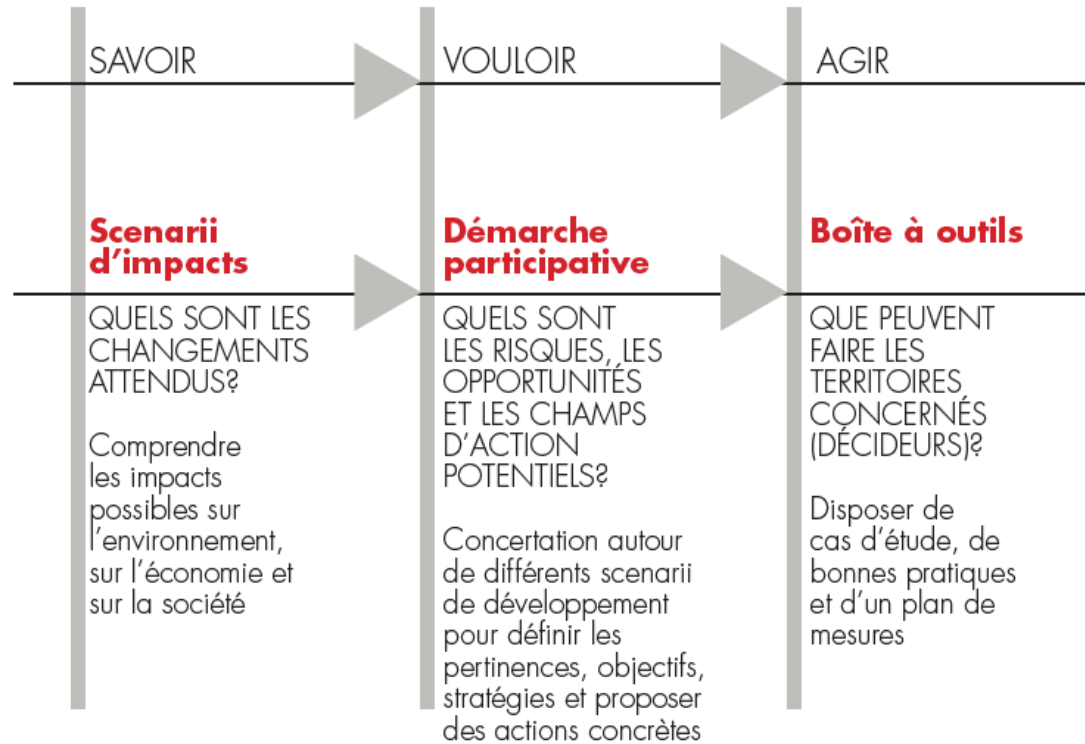 SAVOIR
VOULOIR
AGIR
Scenarii
d’impacts
QUELS SONT LES
CHANGEMENTS
ATTENDUS?
Comprendre
les impacts
possibles sur
l’environnement,
sur l’économie et
sur la société
Démarche
participative
QUELS SONT
LES RISQUES, LES
OPPORTUNITÉS
ET LES CHAMPS
D’ACTION
POTENTIELS?
Concertation autour
de différents scenarii
de développement
pour définir les
pertinences, objectifs,
stratégies et proposer
des actions concrètes
Boîte à outils
QUE PEUVENT
FAIRE LES
TERRITOIRES
CONCERNÉS
(DÉCIDEURS)?
Disposer de
cas d’étude, de
bonnes pratiques
et d’un plan de
mesures